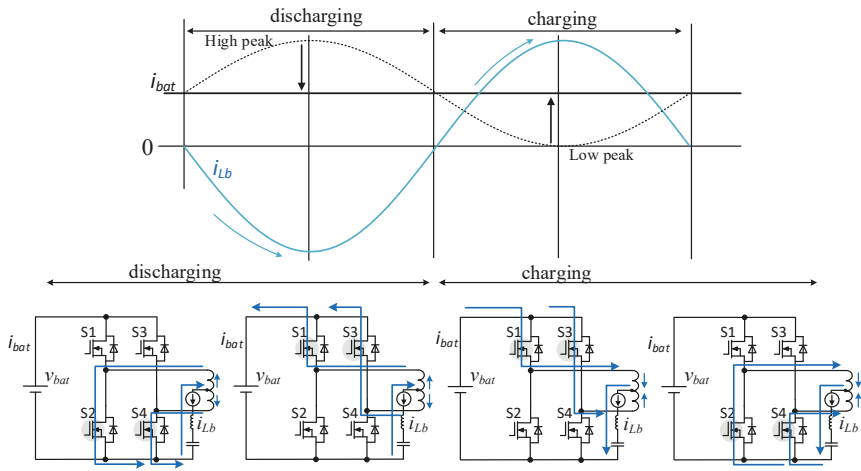 discharging
charging
High peak
i_bat
0
Low peak
i_Lb
discharging
charging
S1
S3
i_bat
v_bat
S2
S4
i_Lb
S1
S3
i_bat
v_bat
S2
S4
i_Lb
S1
S3
i_bat
v_bat
S2
S4
i_Lb
S1
S3
i_bat
v_bat
S2
S4
i_Lb